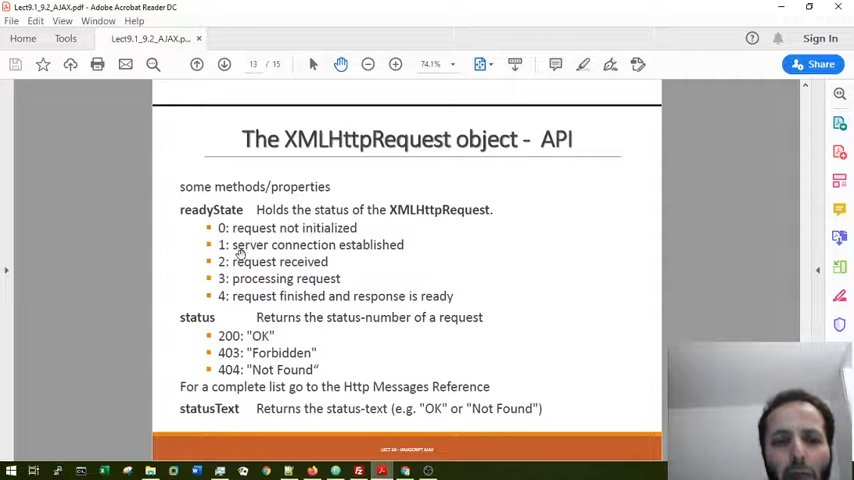 Lect9.1_9.2_AJAX.pdf - Adobe Acrobat Reader DC
File Edit View Window Help
Home Tools Lect9.1_9.2_AJAX.p... × Sign In
13 / 15 74.1% Share
The XMLHttpRequest object - API
some methods/properties
readyState Holds the status of the XMLHttpRequest.
0: request not initialized
1: server connection established
2: request received
3: processing request
4: request finished and response is ready
status Returns the status-number of a request
200: "OK"
403: "Forbidden"
404: "Not Found“
For a complete list go to the Http Messages Reference
statusText Returns the status-text (e.g. "OK" or "Not Found")
LECT 10 - JAVASCRIPT AJAX